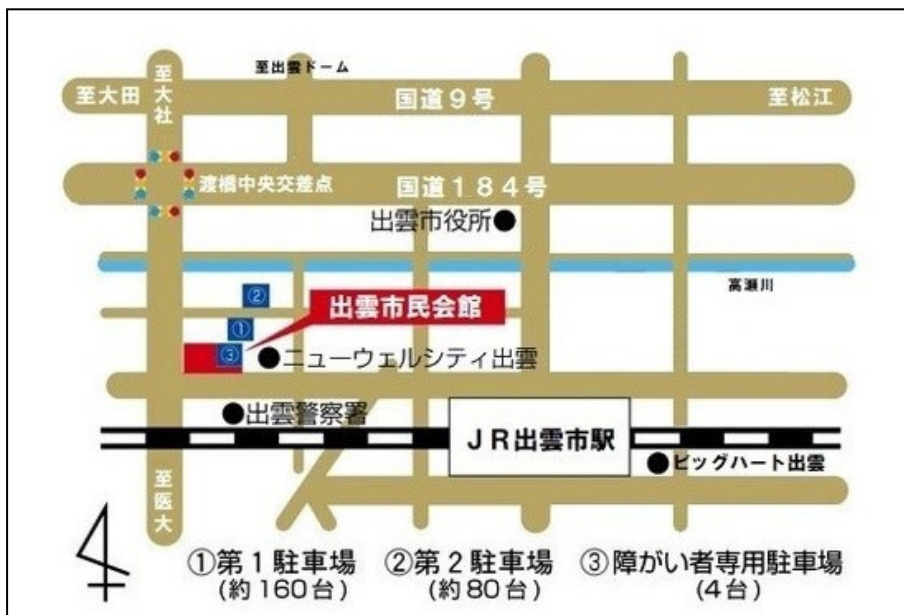 至出雲ドーム
至大田
至大社
国道９号
至松江
渡橋中央交差点
国道１８４号
出雲市役所●
高瀬川
②
出雲市民会館
①
③
●ニューウェルシティ出雲
●出雲警察署
ＪＲ出雲市駅
●ビッグハート出雲
至医大
①第１駐車場
(約160台)
②第２駐車場
(約80台)
③障がい者専用駐車場
(4台)